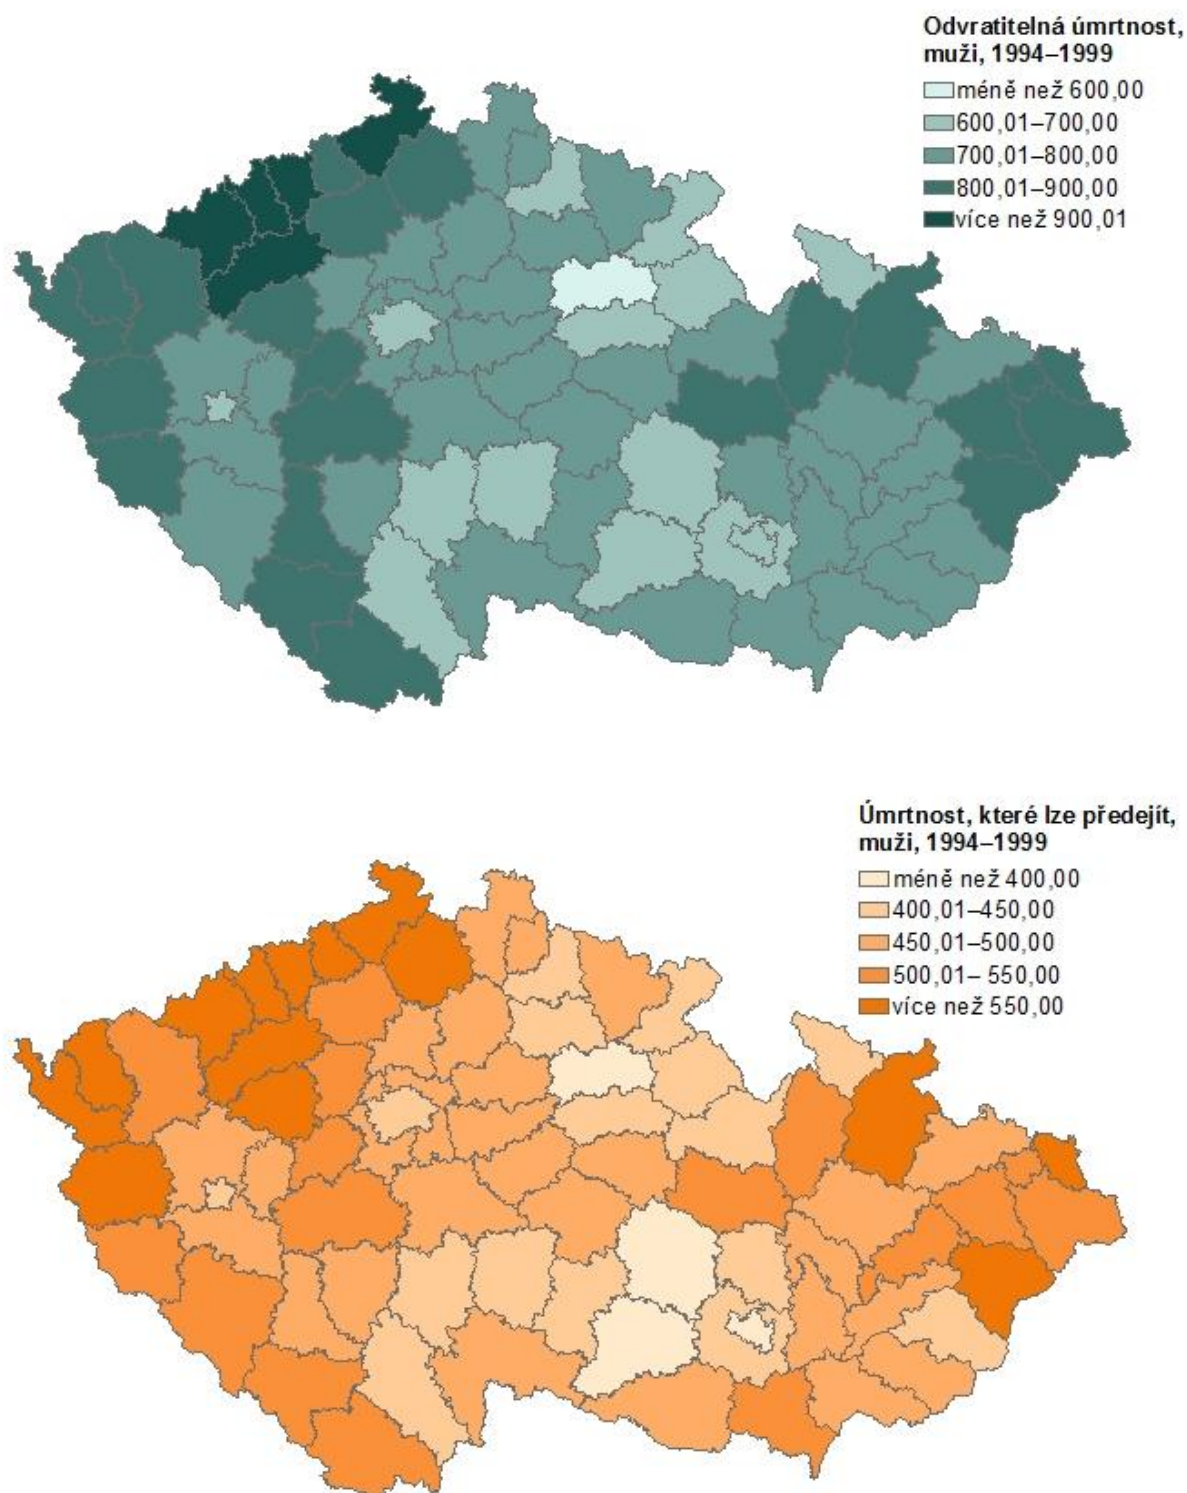 Odvratitelná úmrtnost,
muži, 1994–1999
méně než 600,00
600,01–700,00
700,01–800,00
800,01–900,00
více než 900,01
Úmrtnost, které lze předejít,
muži, 1994–1999
méně než 400,00
400,01–450,00
450,01–500,00
500,01– 550,00
více než 550,00